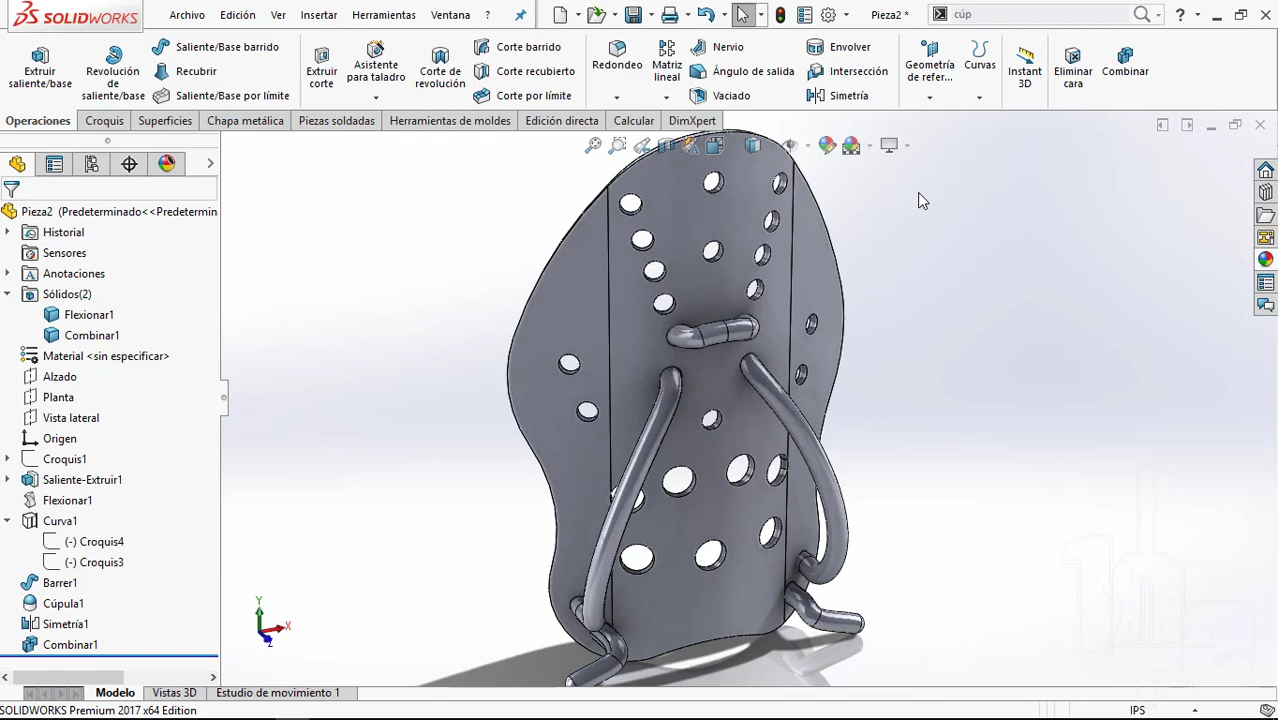 SOLIDWORKS
Archivo Edición Ver Insertar Herramientas Ventana ?
Pieza2 *
cúp
Extruir saliente/base
Revolución de saliente/base
Saliente/Base barrido
Recubrir
Saliente/Base por límite
Extruir corte
Asistente para taladro
Corte de revolución
Corte barrido
Corte recubierto
Corte por límite
Redondeo
Matriz lineal
Nervio
Ángulo de salida
Vaciado
Envolver
Intersección
Simetría
Geometría de refer...
Curvas
Instant 3D
Eliminar cara
Combinar
Operaciones Croquis Superficies Chapa metálica Piezas soldadas Herramientas de moldes Edición directa Calcular DimXpert
Pieza2 (Predeterminado<<Predetermin
Historial
Sensores
Anotaciones
Sólidos(2)
Flexionar1
Combinar1
Material <sin especificar>
Alzado
Planta
Vista lateral
Origen
Croquis1
Saliente-Extruir1
Flexionar1
Curva1
(-) Croquis4
(-) Croquis3
Barrer1
Cúpula1
Simetría1
Combinar1
Y
X
Z
Modelo Vistas 3D Estudio de movimiento 1
SOLIDWORKS Premium 2017 x64 Edition
IPS